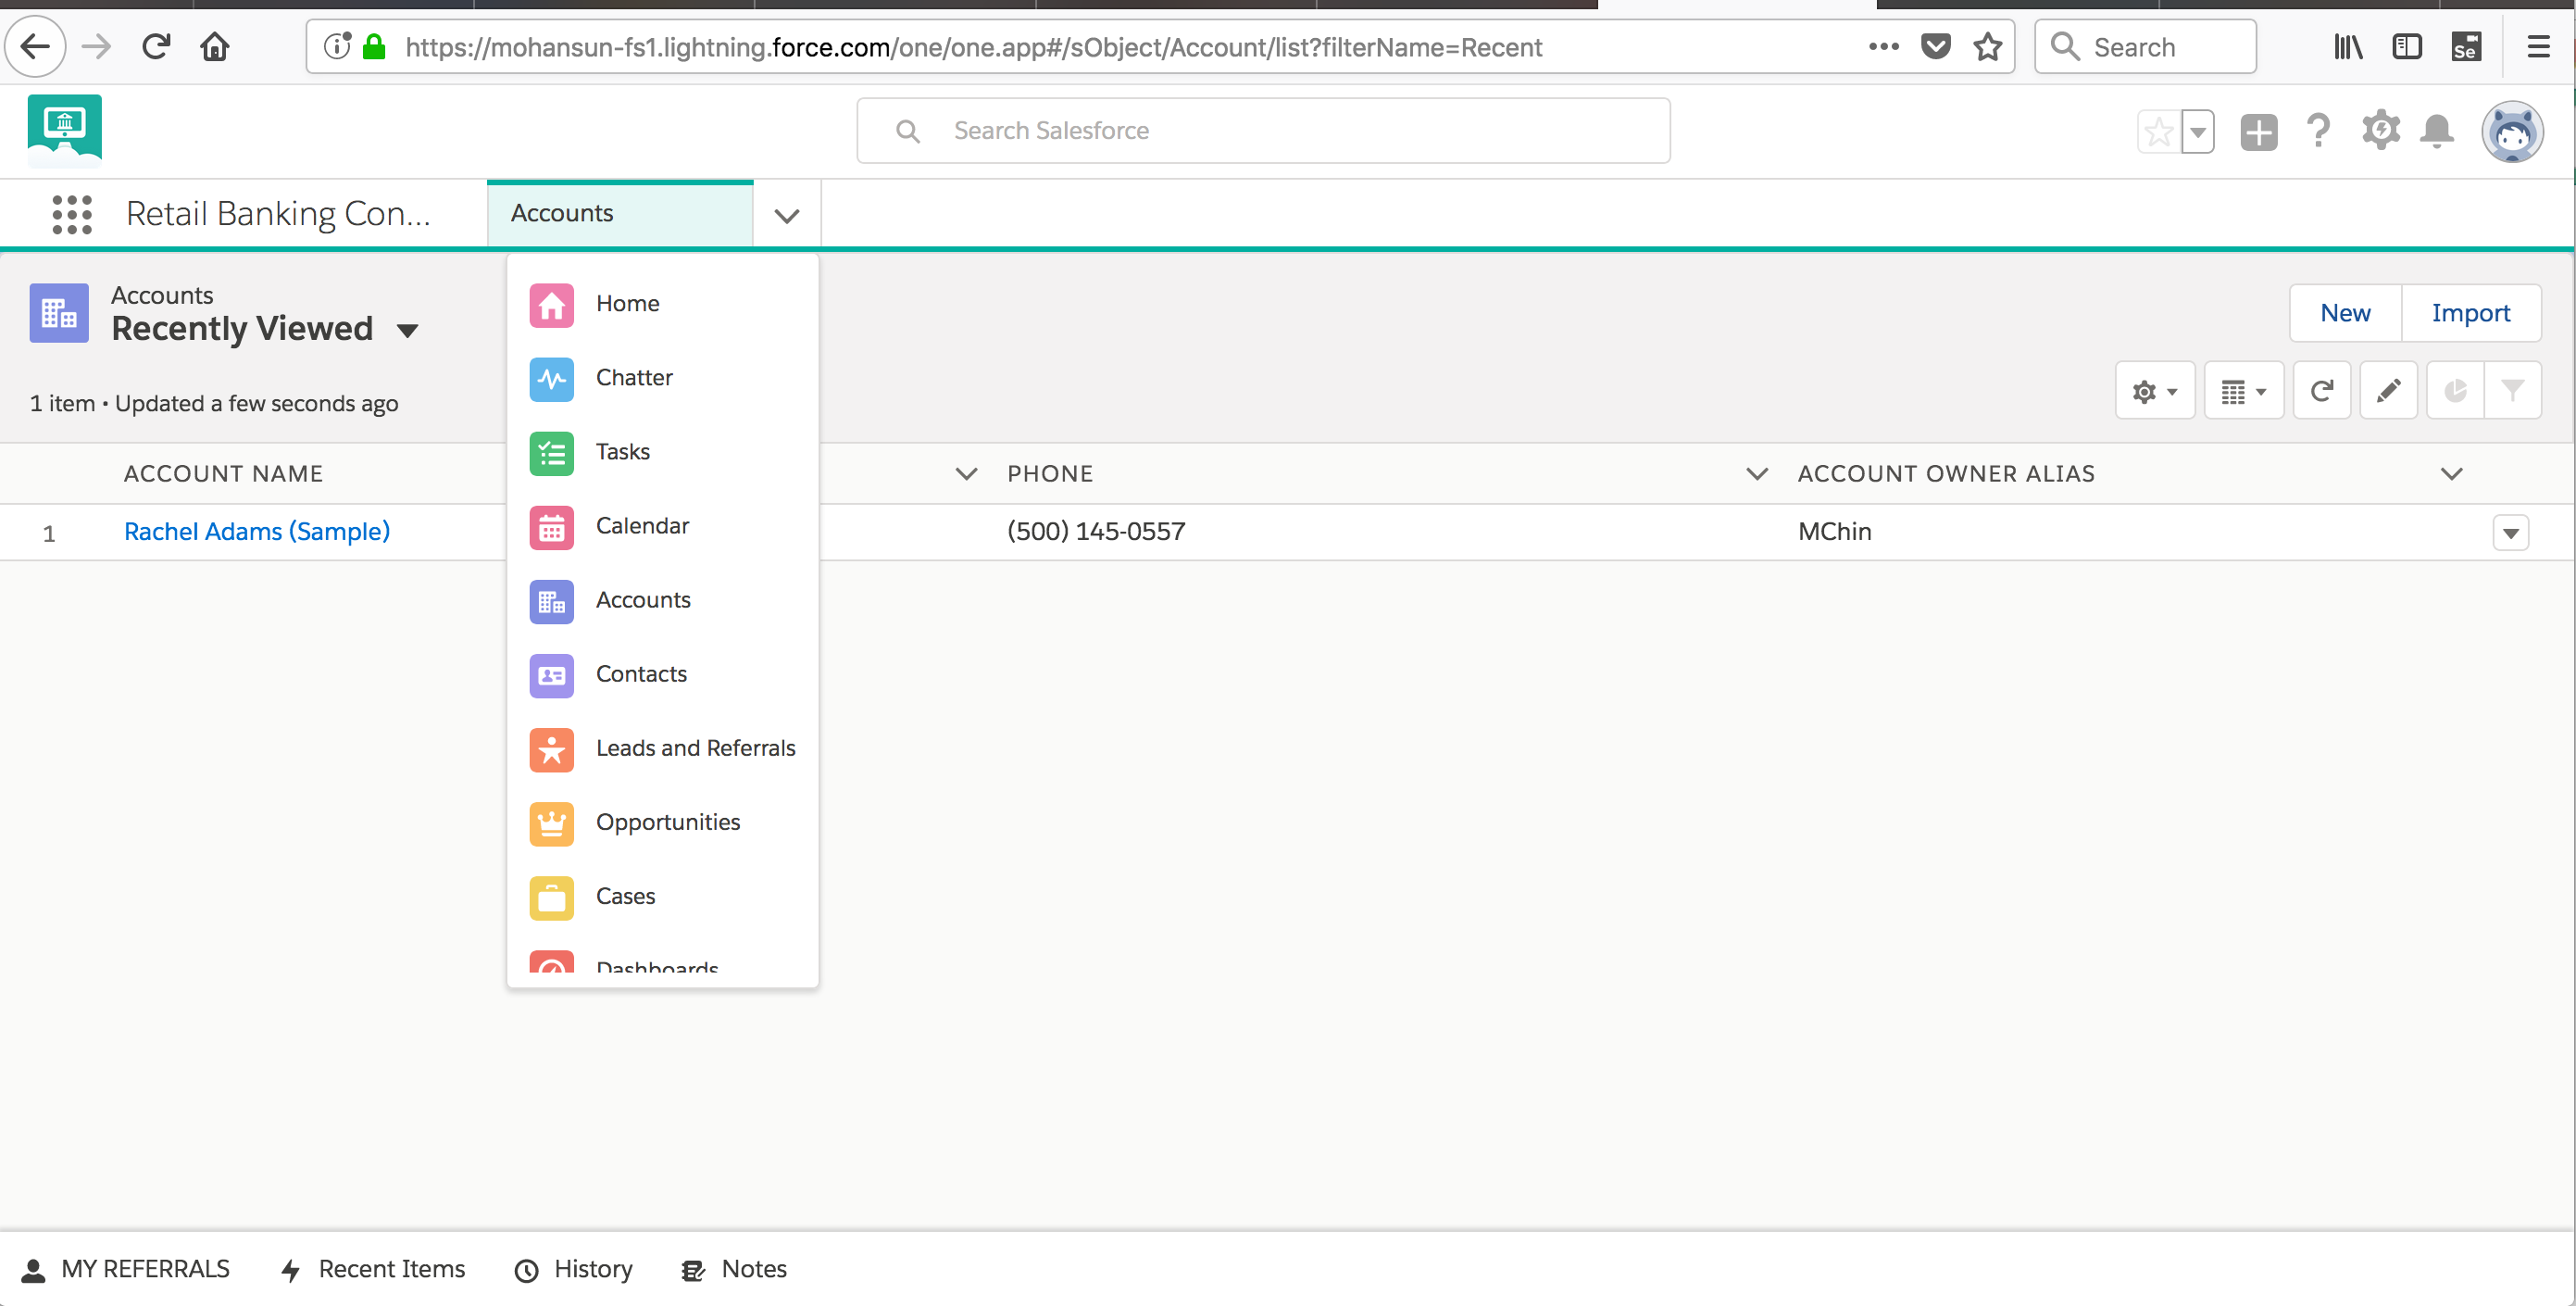 https://mohansun-fs1.lightning.force.com/one/one.app#/sObject/Account/list?filterName=Recent
Search
Se
Search Salesforce
Retail Banking Con...
Accounts
Accounts
Recently Viewed
1 item • Updated a few seconds ago
New
Import
ACCOUNT NAME
PHONE
ACCOUNT OWNER ALIAS
1
Rachel Adams (Sample)
(500) 145-0557
MChin
Home
Chatter
Tasks
Calendar
Accounts
Contacts
Leads and Referrals
Opportunities
Cases
Dashboards
MY REFERRALS
Recent Items
History
Notes